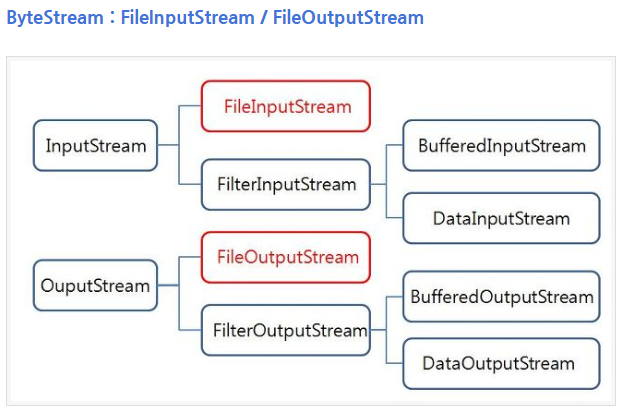 ByteStream : FileInputStream / FileOutputStream
FileInputStream
InputStream
BufferedInputStream
FilterInputStream
DataInputStream
FileOutputStream
OuputStream
BufferedOutputStream
FilterOutputStream
DataOutputStream